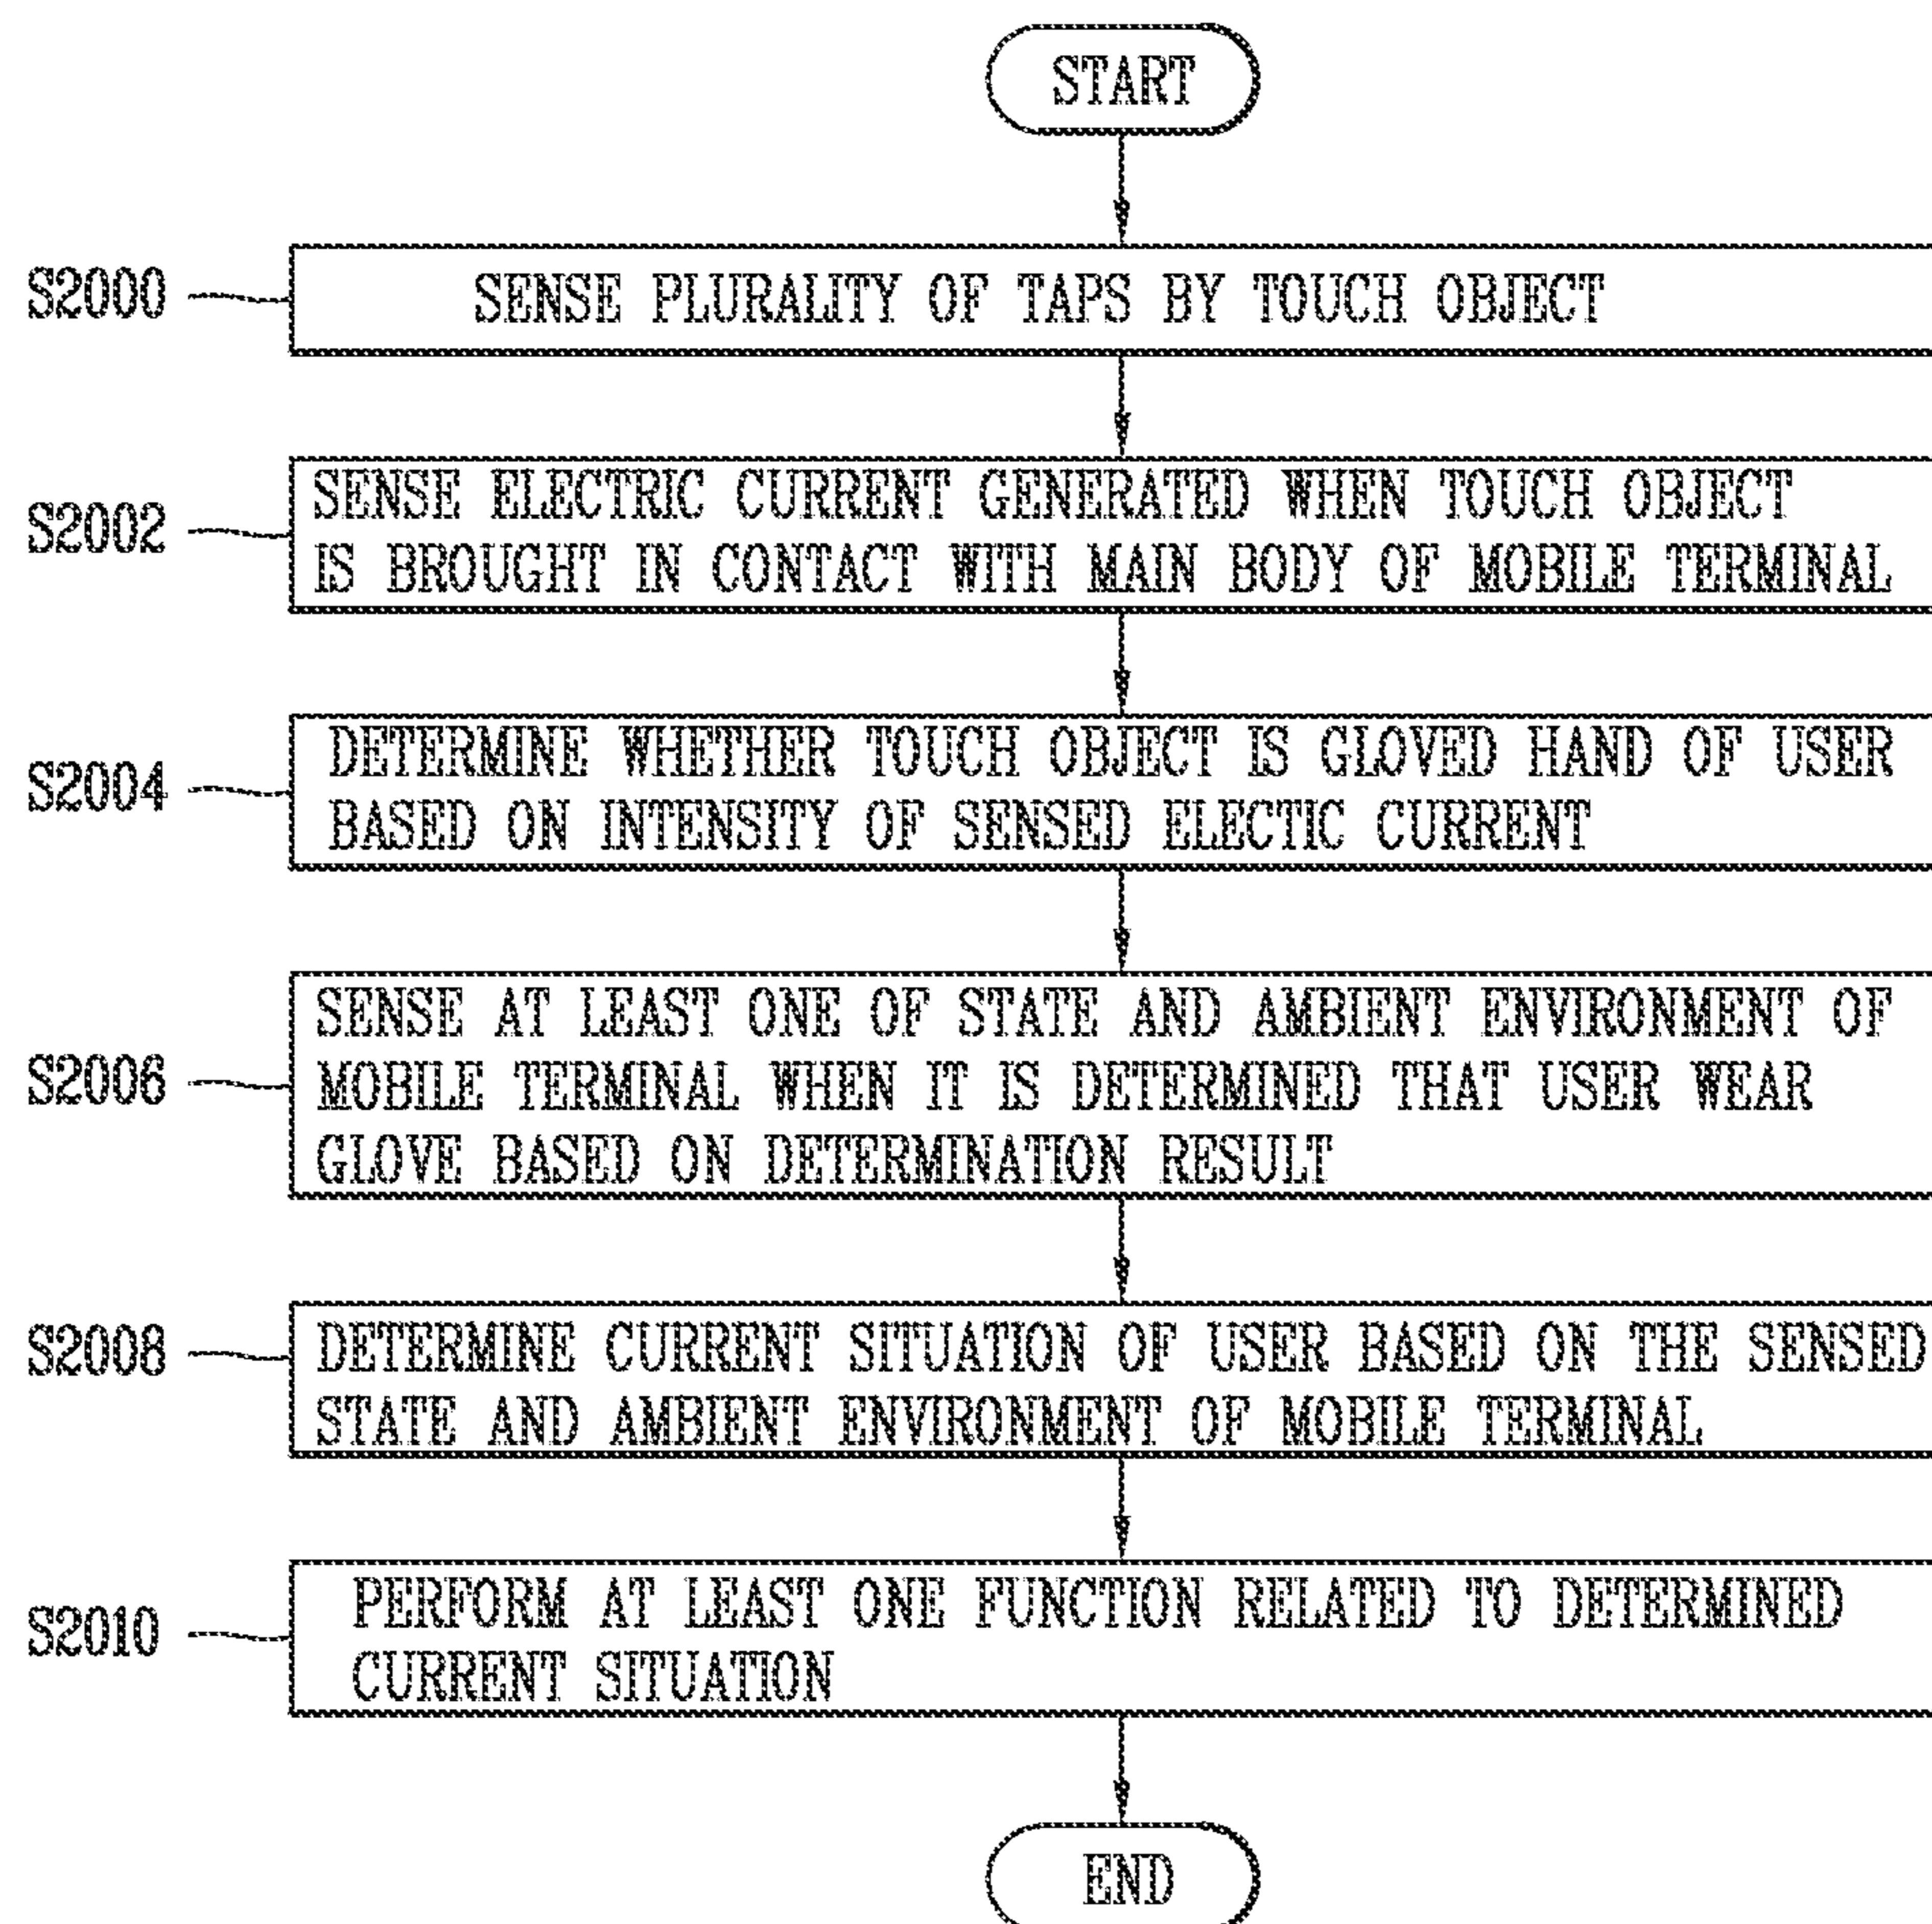 START
S2000
SENSE PLURALITY OF TAPS BY TOUCH OBJECT
S2002
SENSE ELECTRIC CURRENT GENERATED WHEN TOUCH OBJECT
IS BROUGHT IN CONTACT WITH MAIN BODY OF MOBILE TERMINAL
S2004
DETERMINE WHETHER TOUCH OBJECT IS GLOVED HAND OF USER
BASED ON INTENSITY OF SENSED ELECTIC CURRENT
S2006
SENSE AT LEAST ONE OF STATE AND AMBIENT ENVIRONMENT OF
MOBILE TERMINAL WHEN IT IS DETERMINED THAT USER WEAR
GLOVE BASED ON DETERMINATION RESULT
S2008
DETERMINE CURRENT SITUATION OF USER BASED ON THE SENSED
STATE AND AMBIENT ENVIRONMENT OF MOBILE TERMINAL
S2010
PERFORM AT LEAST ONE FUNCTION RELATED TO DETERMINED
CURRENT SITUATION
END